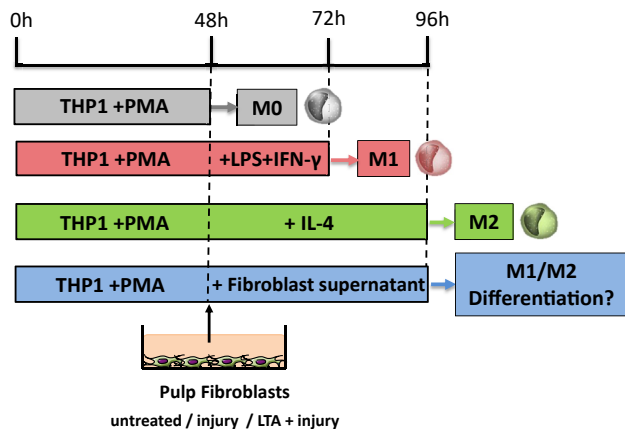 0h 48h 72h 96h
THP1 +PMA M0
THP1 +PMA +LPS+IFN-γ M1
THP1 +PMA + IL-4 M2
THP1 +PMA + Fibroblast supernatant M1/M2
Differentiation?
Pulp Fibroblasts
untreated / injury / LTA + injury